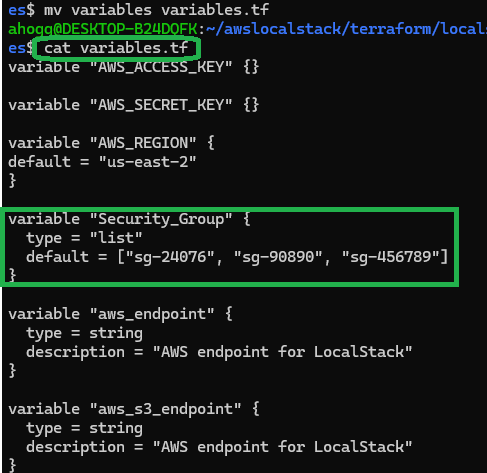 es$ mv variables variables.tf
ahoqq@DESKTOP-B24DQFK:~/awslocalstack/terraform/locals
es$ cat variables.tf
variable "AWS_ACCESS_KEY" {}
variable "AWS_SECRET_KEY" {}
variable "AWS_REGION" {
default = "us-east-2"
}
variable "Security_Group" {
  type = "list"
  default = ["sg-24076", "sg-90890", "sg-456789"]
}
variable "aws_endpoint" {
  type = string
  description = "AWS endpoint for LocalStack"
}
variable "aws_s3_endpoint" {
  type = string
  description = "AWS endpoint for LocalStack"
}